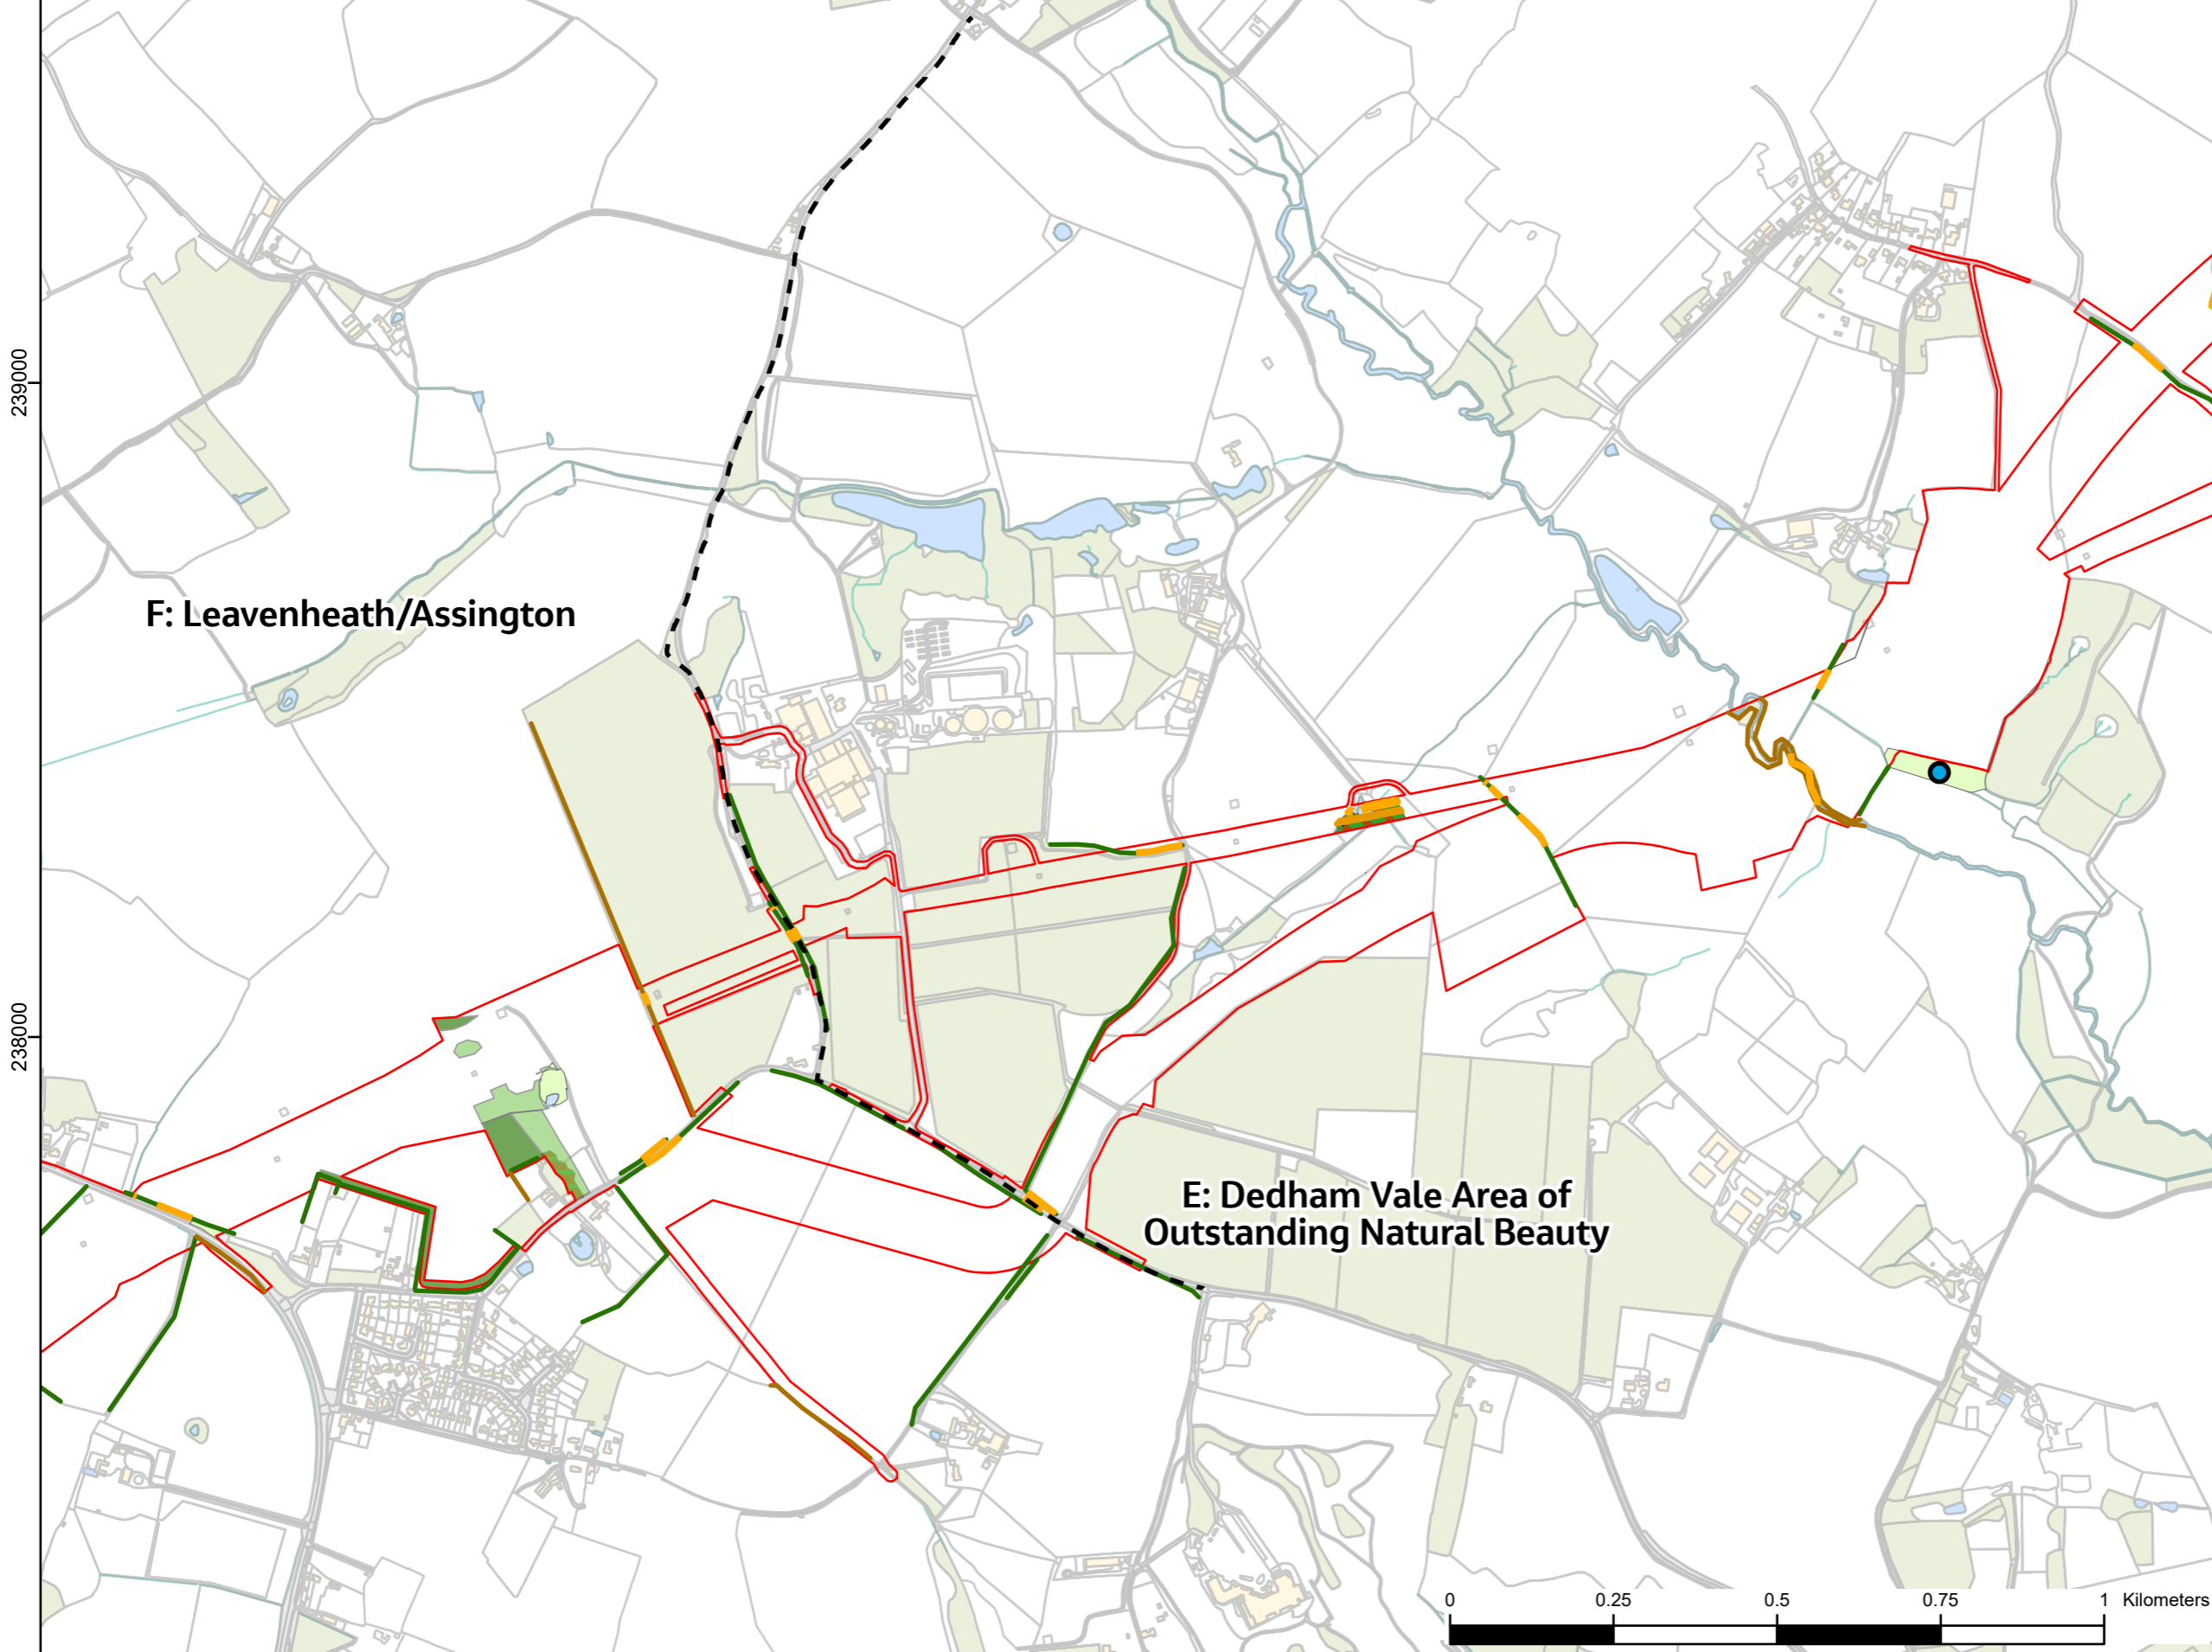 239000
F: Leavenheath/Assington
238000
E: Dedham Vale Area of
Outstanding Natural Beauty
0 0.25 0.5 0.75 1 Kilometers